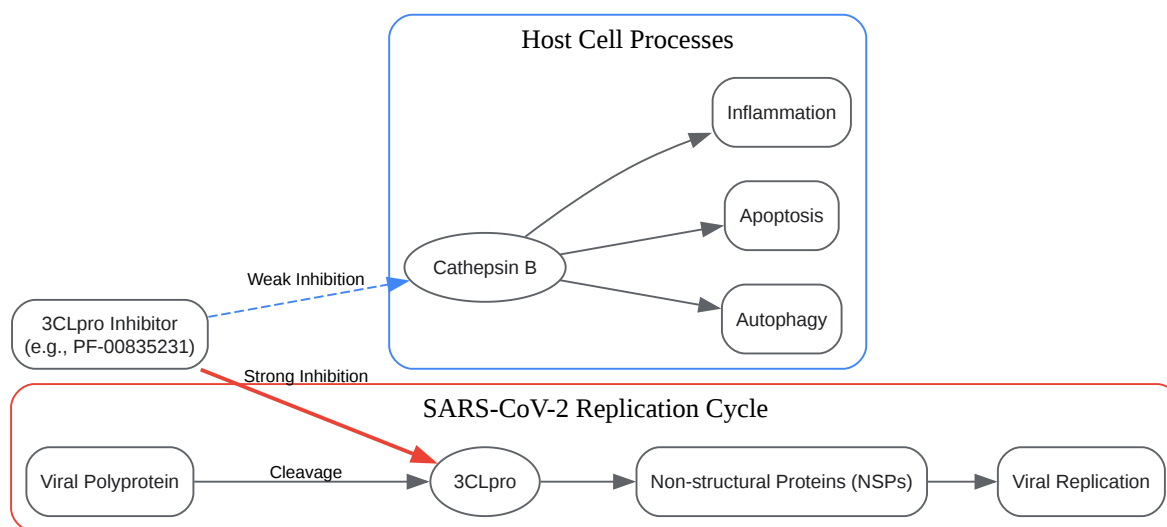 Host Cell Processes
Inflammation
Apoptosis
Cathepsin B
Autophagy
Weak Inhibition
3CLpro Inhibitor
(e.g., PF-00835231)
Strong Inhibition
SARS-CoV-2 Replication Cycle
Viral Polyprotein
Cleavage
3CLpro
Non-structural Proteins (NSPs)
Viral Replication